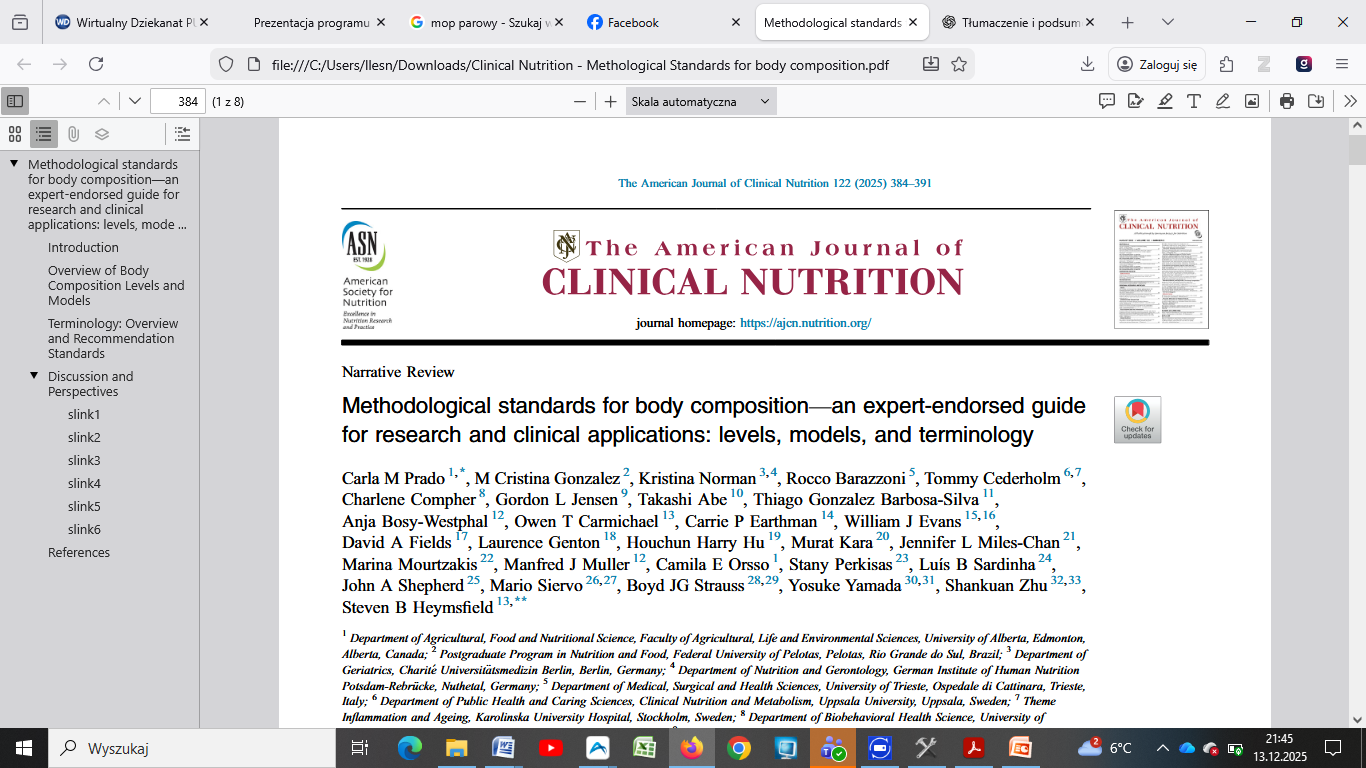 Wirtualny Dziekanat PU
Prezentacja programu
mop parowy - Szukaj w
Facebook
Methodological standards
Tłumaczenie i podsum
file:///C:/Users/Ilesn/Downloads/Clinical Nutrition - Methological Standards for body composition.pdf
Zaloguj się
384 (1 z 8)
Skala automatyczna
Methodological standards
for body composition—an
expert-endorsed guide for
research and clinical
applications: levels, mode ...
Introduction
Overview of Body
Composition Levels and
Models
Terminology: Overview
and Recommendation
Standards
Discussion and
Perspectives
slink1
slink2
slink3
slink4
slink5
slink6
References
The American Journal of Clinical Nutrition 122 (2025) 384–391
ASN
EST. 1928
American
Society for
Nutrition
Excellence in
Nutrition Research
and Practice
The American Journal of
CLINICAL NUTRITION
journal homepage: https://ajcn.nutrition.org/
The American Journal of
CLINICAL NUTRITION
Narrative Review
Methodological standards for body composition—an expert-endorsed guide
for research and clinical applications: levels, models, and terminology
Check for
updates
Carla M Prado 1,*, M Cristina Gonzalez 2, Kristina Norman 3,4, Rocco Barazzoni 5, Tommy Cederholm 6,7,
Charlene Compher 8, Gordon L Jensen 9, Takashi Abe 10, Thiago Gonzalez Barbosa-Silva 11,
Anja Bosy-Westphal 12, Owen T Carmichael 13, Carrie P Earthman 14, William J Evans 15,16,
David A Fields 17, Laurence Genton 18, Houchun Harry Hu 19, Murat Kara 20, Jennifer L Miles-Chan 21,
Marina Mourtzakis 22, Manfred J Muller 12, Camila E Orsso 1, Stany Perkisas 23, Luís B Sardinha 24,
John A Shepherd 25, Mario Siervo 26,27, Boyd JG Strauss 28,29, Yosuke Yamada 30,31, Shankuan Zhu 32,33,
Steven B Heymsfield 13,**
1 Department of Agricultural, Food and Nutritional Science, Faculty of Agricultural, Life and Environmental Sciences, University of Alberta, Edmonton,
Alberta, Canada; 2 Postgraduate Program in Nutrition and Food, Federal University of Pelotas, Pelotas, Rio Grande do Sul, Brazil; 3 Department of
Geriatrics, Charité Universitätsmedizin Berlin, Berlin, Germany; 4 Department of Nutrition and Gerontology, German Institute of Human Nutrition
Potsdam-Rebrücke, Nuthetal, Germany; 5 Department of Medical, Surgical and Health Sciences, University of Trieste, Ospedale di Cattinara, Trieste,
Italy; 6 Department of Public Health and Caring Sciences, Clinical Nutrition and Metabolism, Uppsala University, Uppsala, Sweden; 7 Theme
Inflammation and Ageing, Karolinska University Hospital, Stockholm, Sweden; 8 Department of Biobehavioral Health Science, University of
Wyszukaj
2
6°C
21:45
13.12.2025